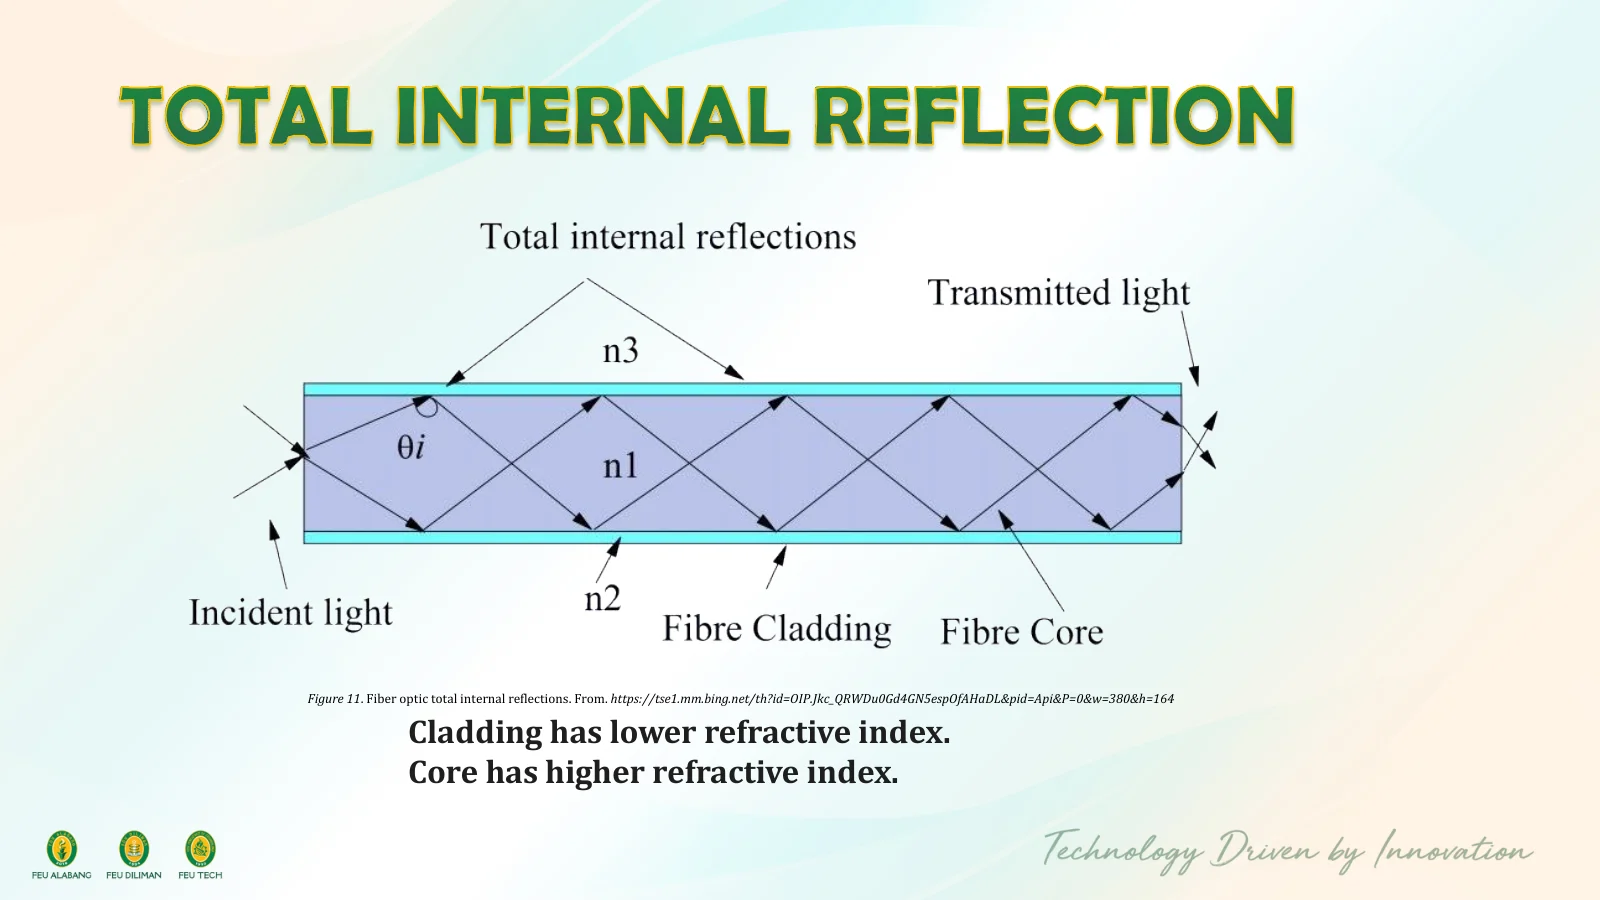 TOTAL INTERNAL REFLECTION
Total internal reflections
Transmitted light
n3
θi
n1
n2
Incident light
Fibre Cladding
Fibre Core
Figure 11. Fiber optic total internal reflections. From. https://tse1.mm.bing.net/th?id=OIP.Jkc_QRWDu0Gd4GN5espOfAHaDL&pid=Api&P=0&w=380&h=164
Cladding has lower refractive index.
Core has higher refractive index.
FEU ALABANG
FEU DILIMAN
FEU TECH
Technology Driven by Innovation